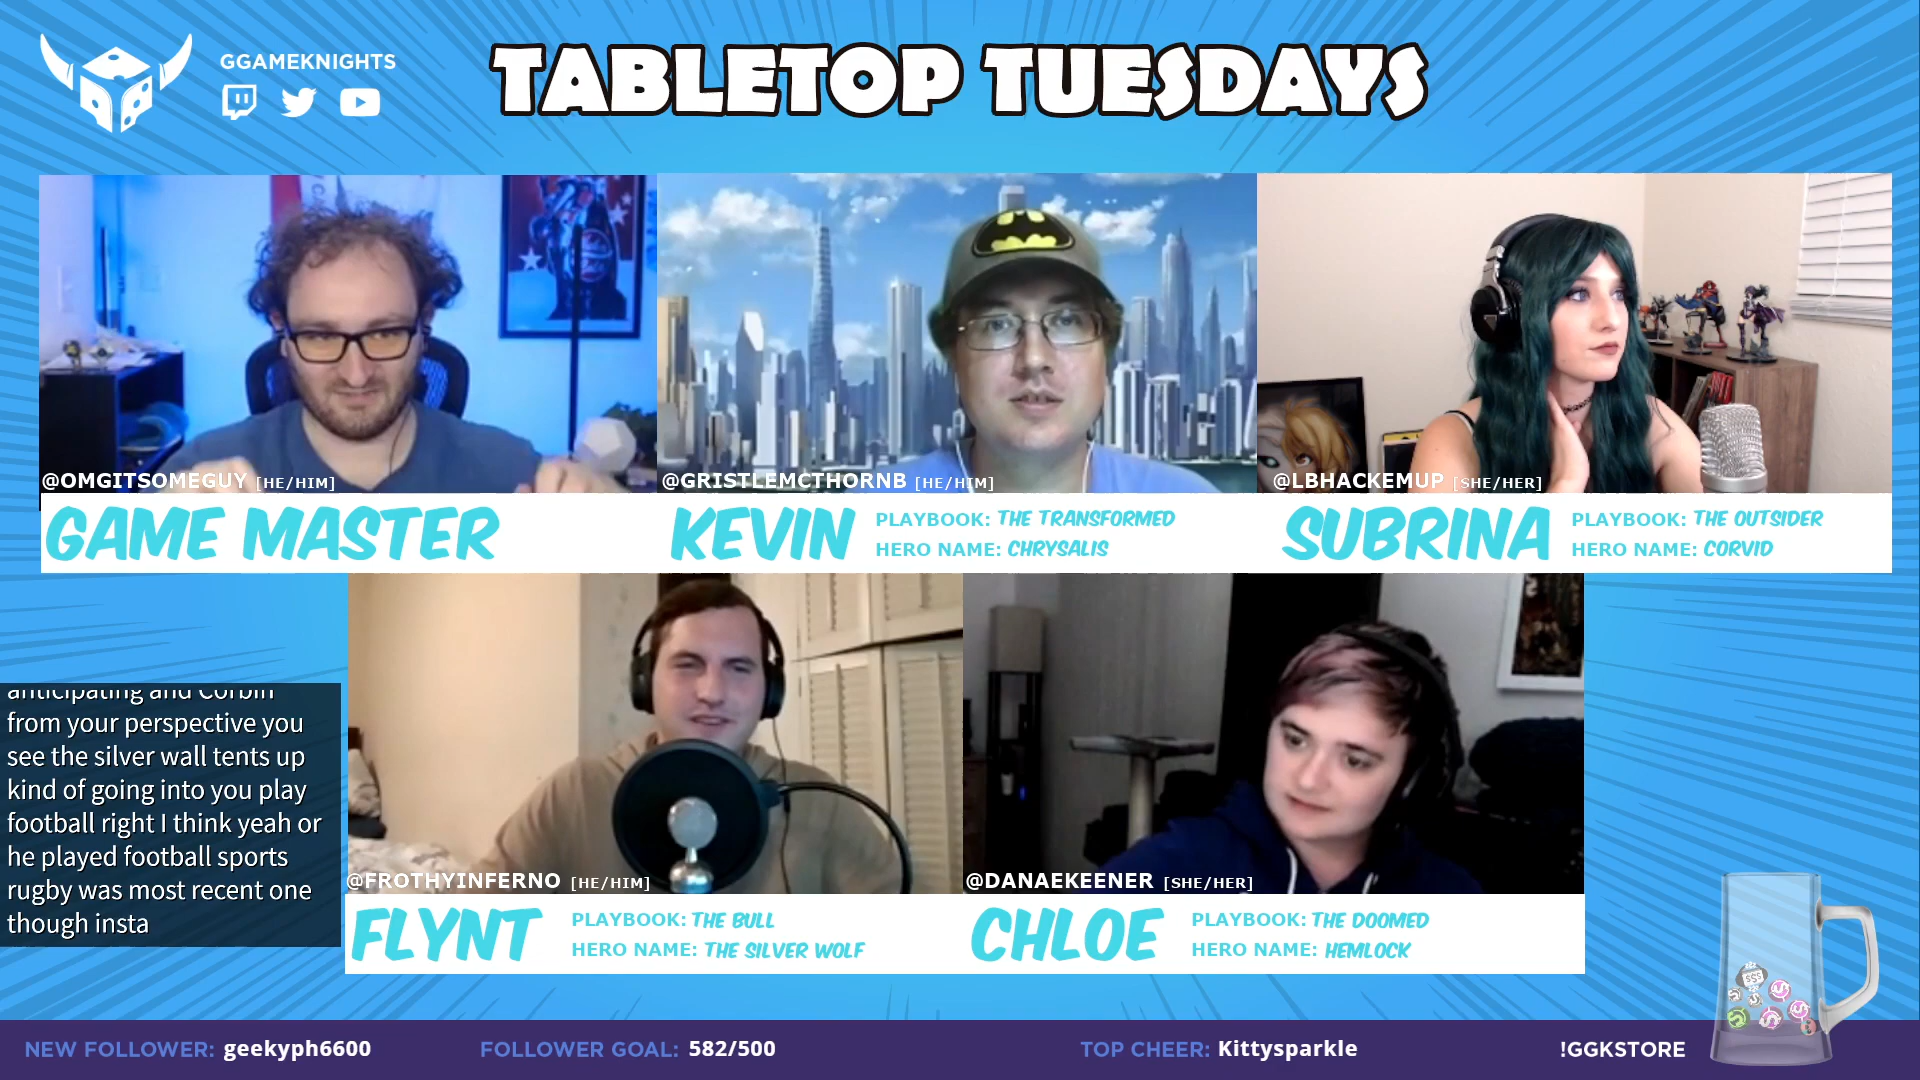 GGAMEKNIGHTS
TABLETOP TUESDAYS
@OMGITSOMEGUY [HE/HIM]
@GRISTLEMCTHORNB [HE/HIM]
@LBHACKEMUP [SHE/HER]
GAME MASTER
KEVIN
PLAYBOOK: THE TRANSFORMED
HERO NAME: CHRYSALIS
SUBRINA
PLAYBOOK: THE OUTSIDER
HERO NAME: CORVID
anticipating and Corbin
from your perspective you
see the silver wall tents up
kind of going into you play
football right I think yeah or
he played football sports
rugby was most recent one
though insta
@FROTHYINFERNO [HE/HIM]
@DANAEKEENER [SHE/HER]
FLYNT
PLAYBOOK: THE BULL
HERO NAME: THE SILVER WOLF
CHLOE
PLAYBOOK: THE DOOMED
HERO NAME: HEMLOCK
NEW FOLLOWER: geekyph6600
FOLLOWER GOAL: 582/500
TOP CHEER: Kittysparkle
!GGKSTORE